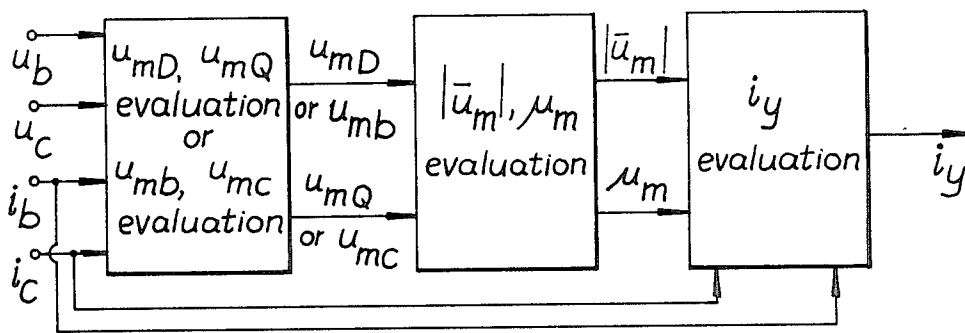 u_b
u_c
i_b
i_c
u_mD, u_mQ
evaluation
or
u_mb, u_mc
evaluation
u_mD
or u_mb
u_mQ
or u_mc
|ū_m|, μ_m
evaluation
|ū_m|
μ_m
i_y
evaluation
i_y